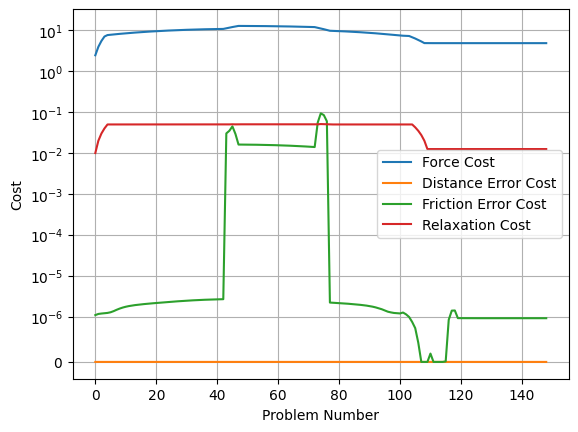 10¹
10⁰
10⁻¹
10⁻²
10⁻³
10⁻⁴
10⁻⁵
10⁻⁶
0
Cost
Force Cost
Distance Error Cost
Friction Error Cost
Relaxation Cost
0 20 40 60 80 100 120 140
Problem Number